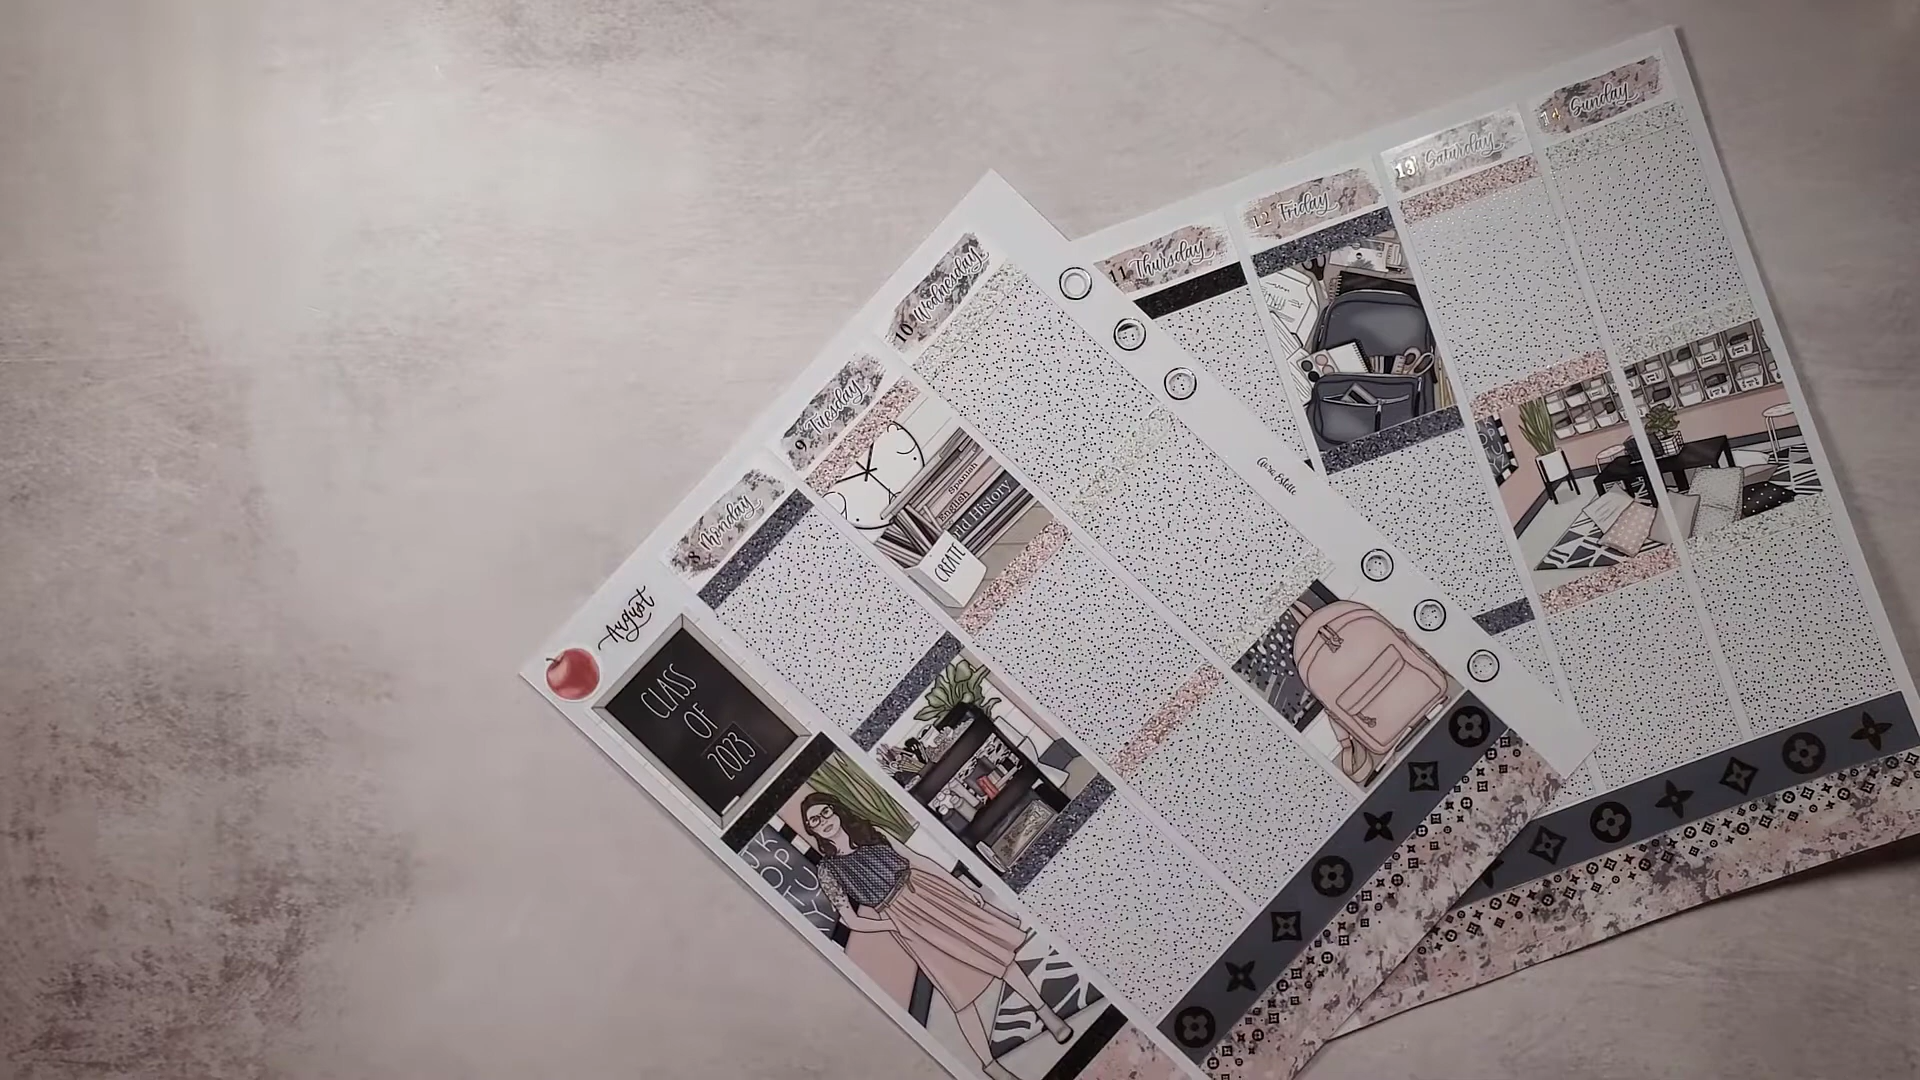 August
CLASS
OF
2023
8 Monday
9 Tuesday
10 Wednesday
11 Thursday
12 Friday
13 Saturday
14 Sunday
Spanish
English
ld History
CREATE